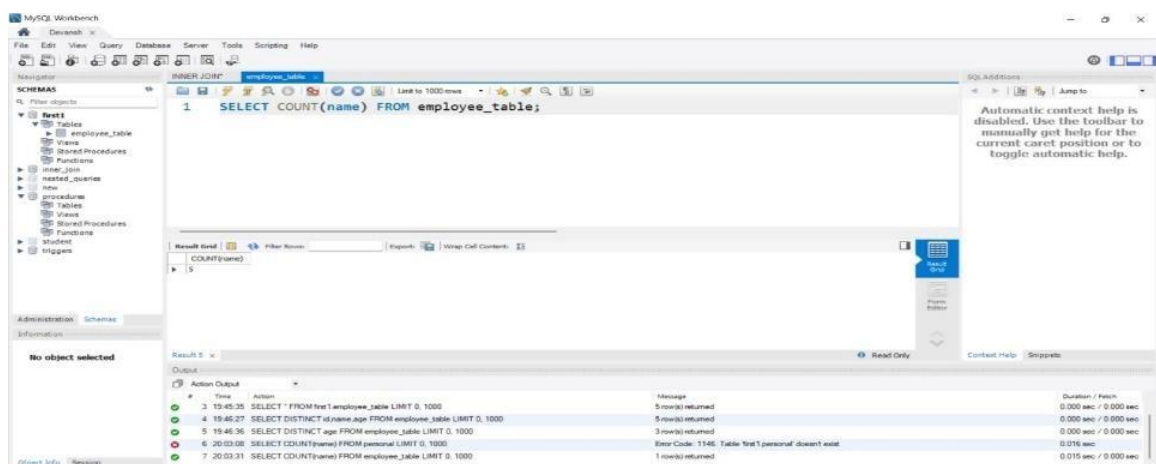 MySQL Workbench
Devansh x
File Edit View Query Database Server Tools Scripting Help
Navigator
SCHEMAS
Filter objects
first1
Tables
employee_table
Views
Stored Procedures
Functions
inner_join
nested_queries
new
procedures
Tables
Views
Stored Procedures
Functions
student
triggers
Administration Schemas
Information
No object selected
Object Info Session
INNER JOIN* employee_table x
Limit to 1000 rows
1 SELECT COUNT(name) FROM employee_table;
Result Grid Filter Rows: Export: Wrap Cell Content:
COUNT(name)
5
Result Grid
Form Editor
Result 5 x Read Only
SQL Additions
Jump to
Automatic context help is
disabled. Use the toolbar to
manually get help for the
current caret position or to
toggle automatic help.
Context Help Snippets
Output
Action Output
# Time Action Message Duration / Fetch
3 19:45:35 SELECT * FROM first1.employee_table LIMIT 0, 1000 5 row(s) returned 0.000 sec / 0.000 sec
4 19:46:27 SELECT DISTINCT id,name,age FROM employee_table LIMIT 0, 1000 5 row(s) returned 0.000 sec / 0.000 sec
5 19:46:36 SELECT DISTINCT age FROM employee_table LIMIT 0, 1000 3 row(s) returned 0.000 sec / 0.000 sec
6 20:03:08 SELECT COUNT(name) FROM personal LIMIT 0, 1000 Error Code: 1146. Table 'first1.personal' doesn't exist 0.016 sec
7 20:03:31 SELECT COUNT(name) FROM employee_table LIMIT 0, 1000 1 row(s) returned 0.015 sec / 0.000 sec